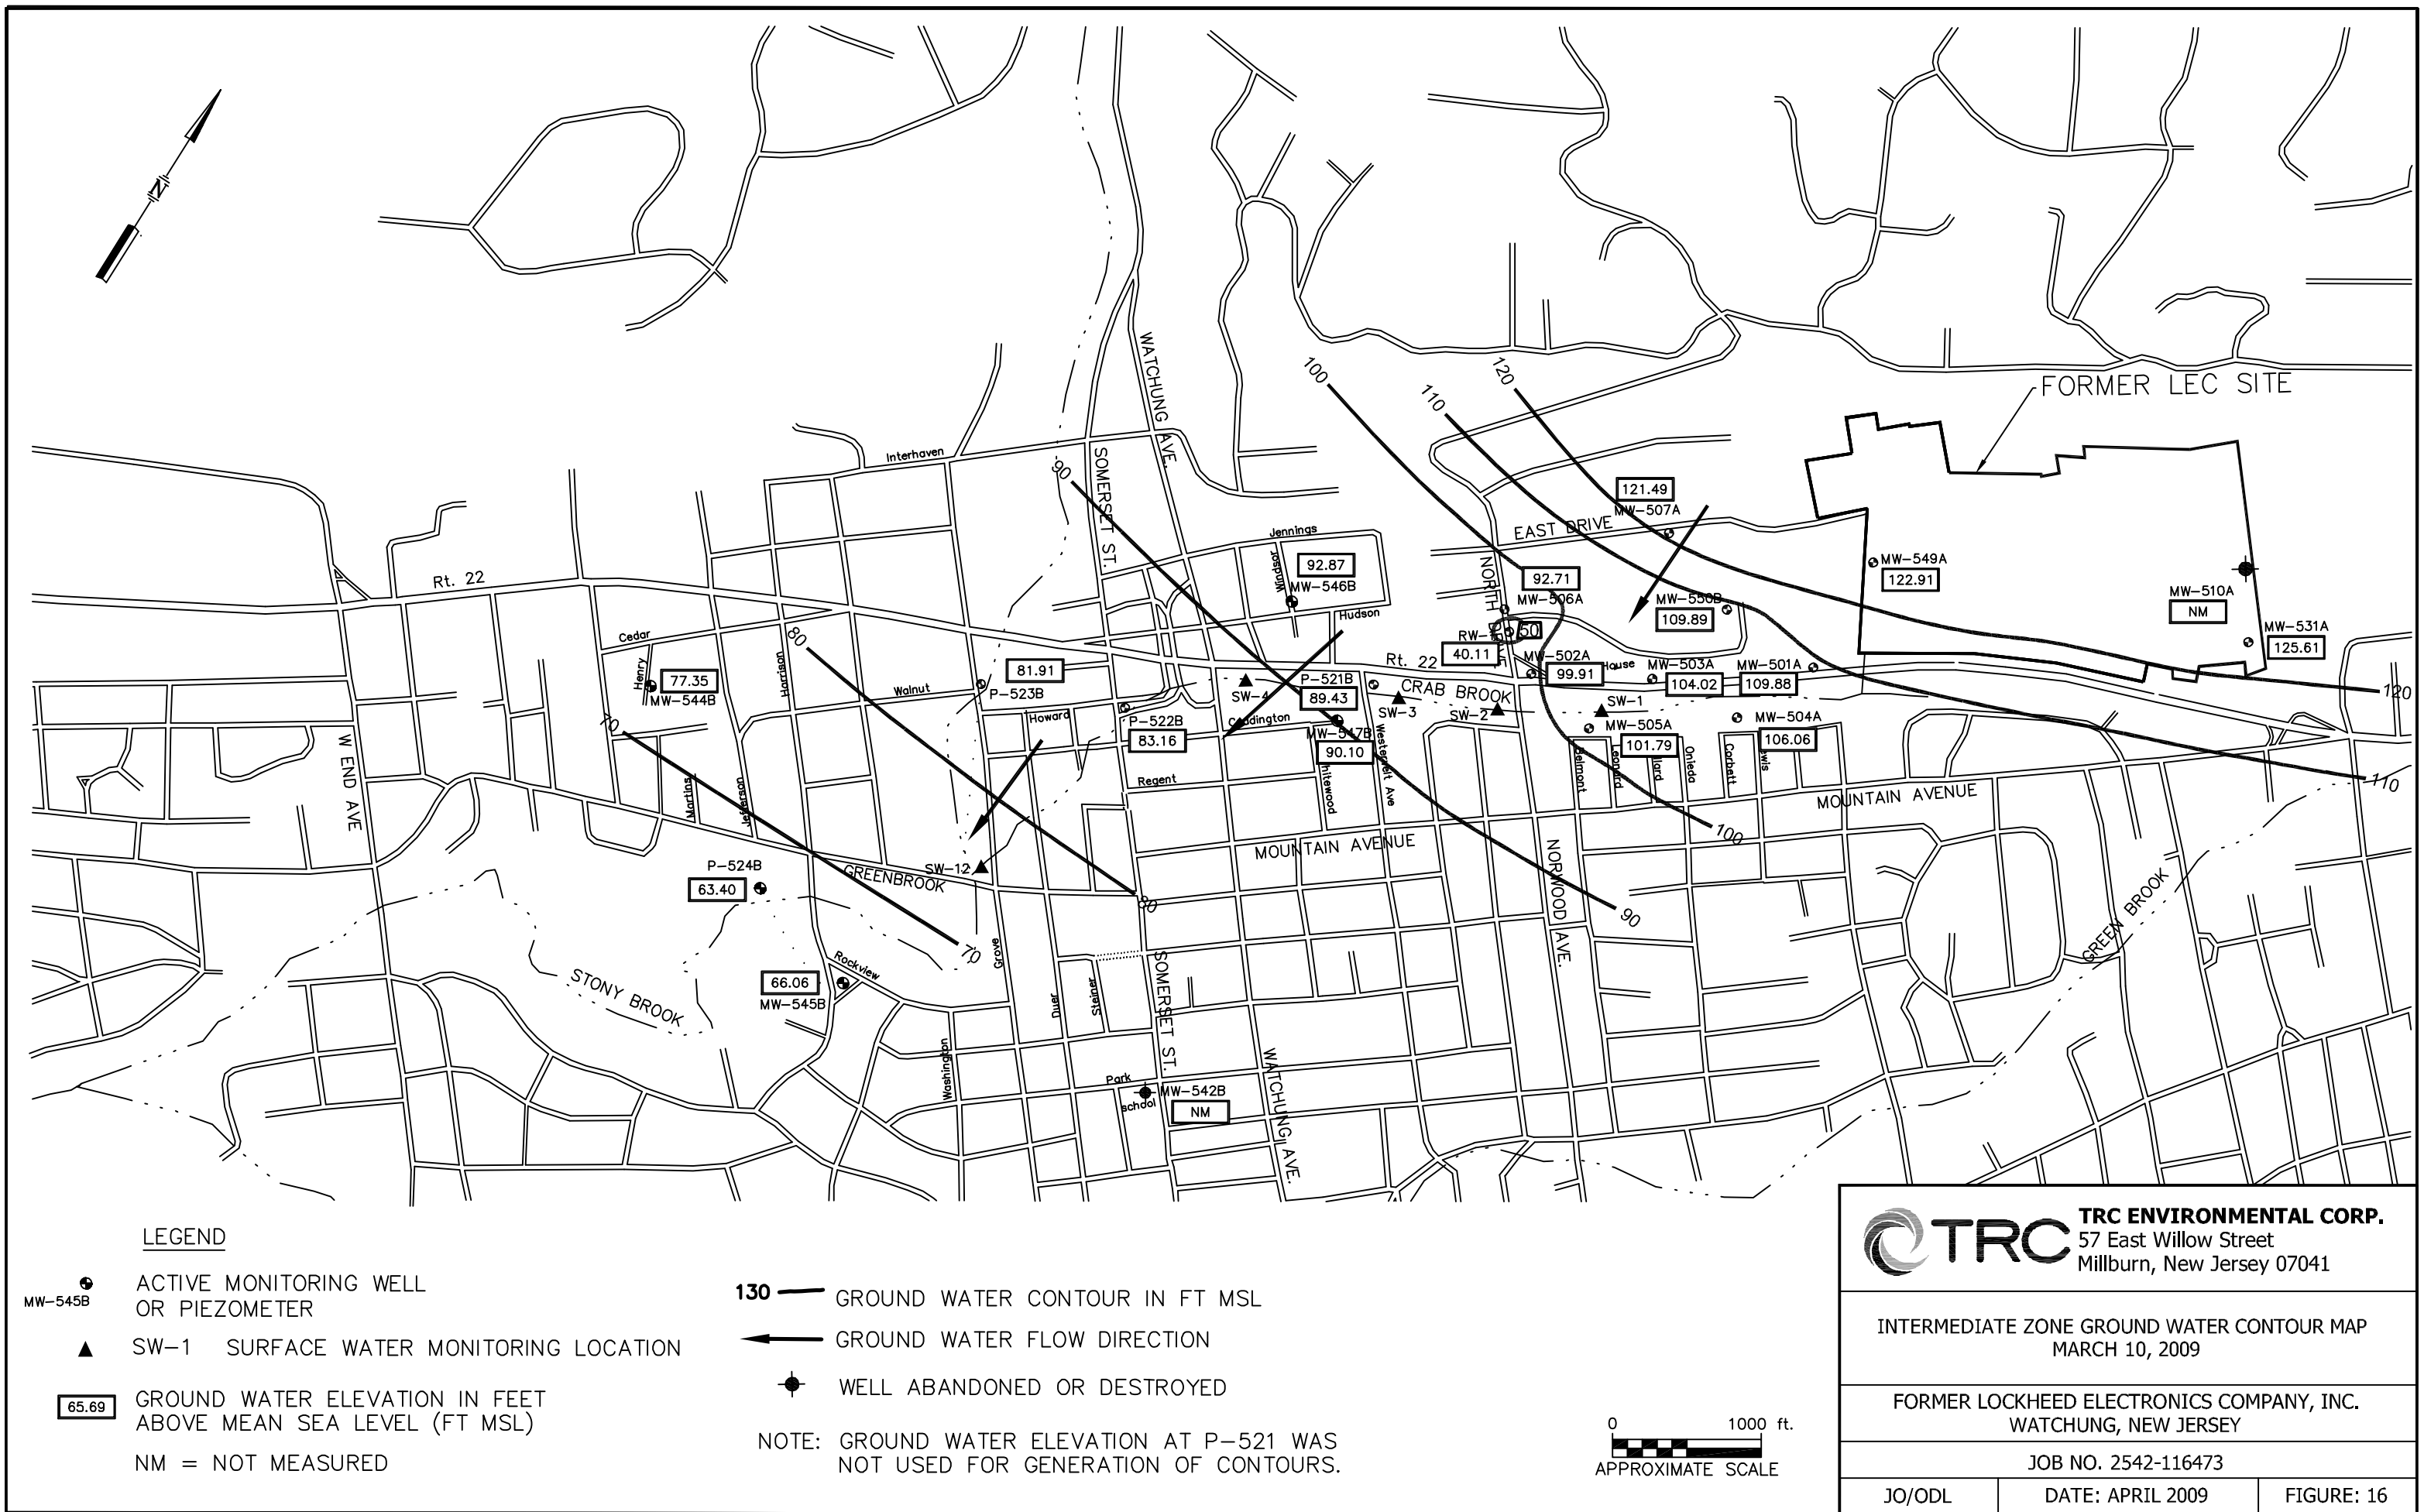 N
100
110
120
FORMER LEC SITE
WATCHUNG AVE.
Interhaven
90
SOMERSET ST.
121.49
MW-507A
EAST DRIVE
Jennings
Windsor
92.87
MW-546B
NORTH DRIVE
92.71
MW-506A
MW-549A
122.91
MW-510A
NM
MW-531A
125.61
MW-550B
109.89
Rt. 22
Hudson
50
40.11
Cedar
80
Henry
77.35
MW-544B
Harrison
Walnut
81.91
P-523B
Rt. 22
MW-502A
99.91
House
MW-503A
104.02
MW-501A
109.88
120
P-521B
89.43
CRAB BROOK
SW-4
SW-3
SW-2
SW-1
Howard
P-522B
83.16
MW-547B
90.10
MW-505A
101.79
MW-504A
106.06
70
W END AVE
Martins
Jefferson
Regent
Westervelt Ave
Belmont
Leonard
Oneida
Corbett
110
MOUNTAIN AVENUE
MOUNTAIN AVENUE
100
P-524B
63.40
SW-12
GREENBROOK
80
90
NORWOOD AVE.
GREEN BROOK
70
Grove
Rockview
66.06
MW-545B
STONY BROOK
Duer
Steiner
SOMERSET ST.
Washington
Park
school
MW-542B
NM
WATCHUNG AVE.
LEGEND
MW-545B
ACTIVE MONITORING WELL
OR PIEZOMETER
SW-1 SURFACE WATER MONITORING LOCATION
65.69
GROUND WATER ELEVATION IN FEET
ABOVE MEAN SEA LEVEL (FT MSL)
NM = NOT MEASURED
130 GROUND WATER CONTOUR IN FT MSL
GROUND WATER FLOW DIRECTION
WELL ABANDONED OR DESTROYED
NOTE: GROUND WATER ELEVATION AT P-521 WAS
NOT USED FOR GENERATION OF CONTOURS.
0 1000 ft.
APPROXIMATE SCALE
TRC
TRC ENVIRONMENTAL CORP.
57 East Willow Street
Millburn, New Jersey 07041
INTERMEDIATE ZONE GROUND WATER CONTOUR MAP
MARCH 10, 2009
FORMER LOCKHEED ELECTRONICS COMPANY, INC.
WATCHUNG, NEW JERSEY
JOB NO. 2542-116473
JO/ODL
DATE: APRIL 2009
FIGURE: 16